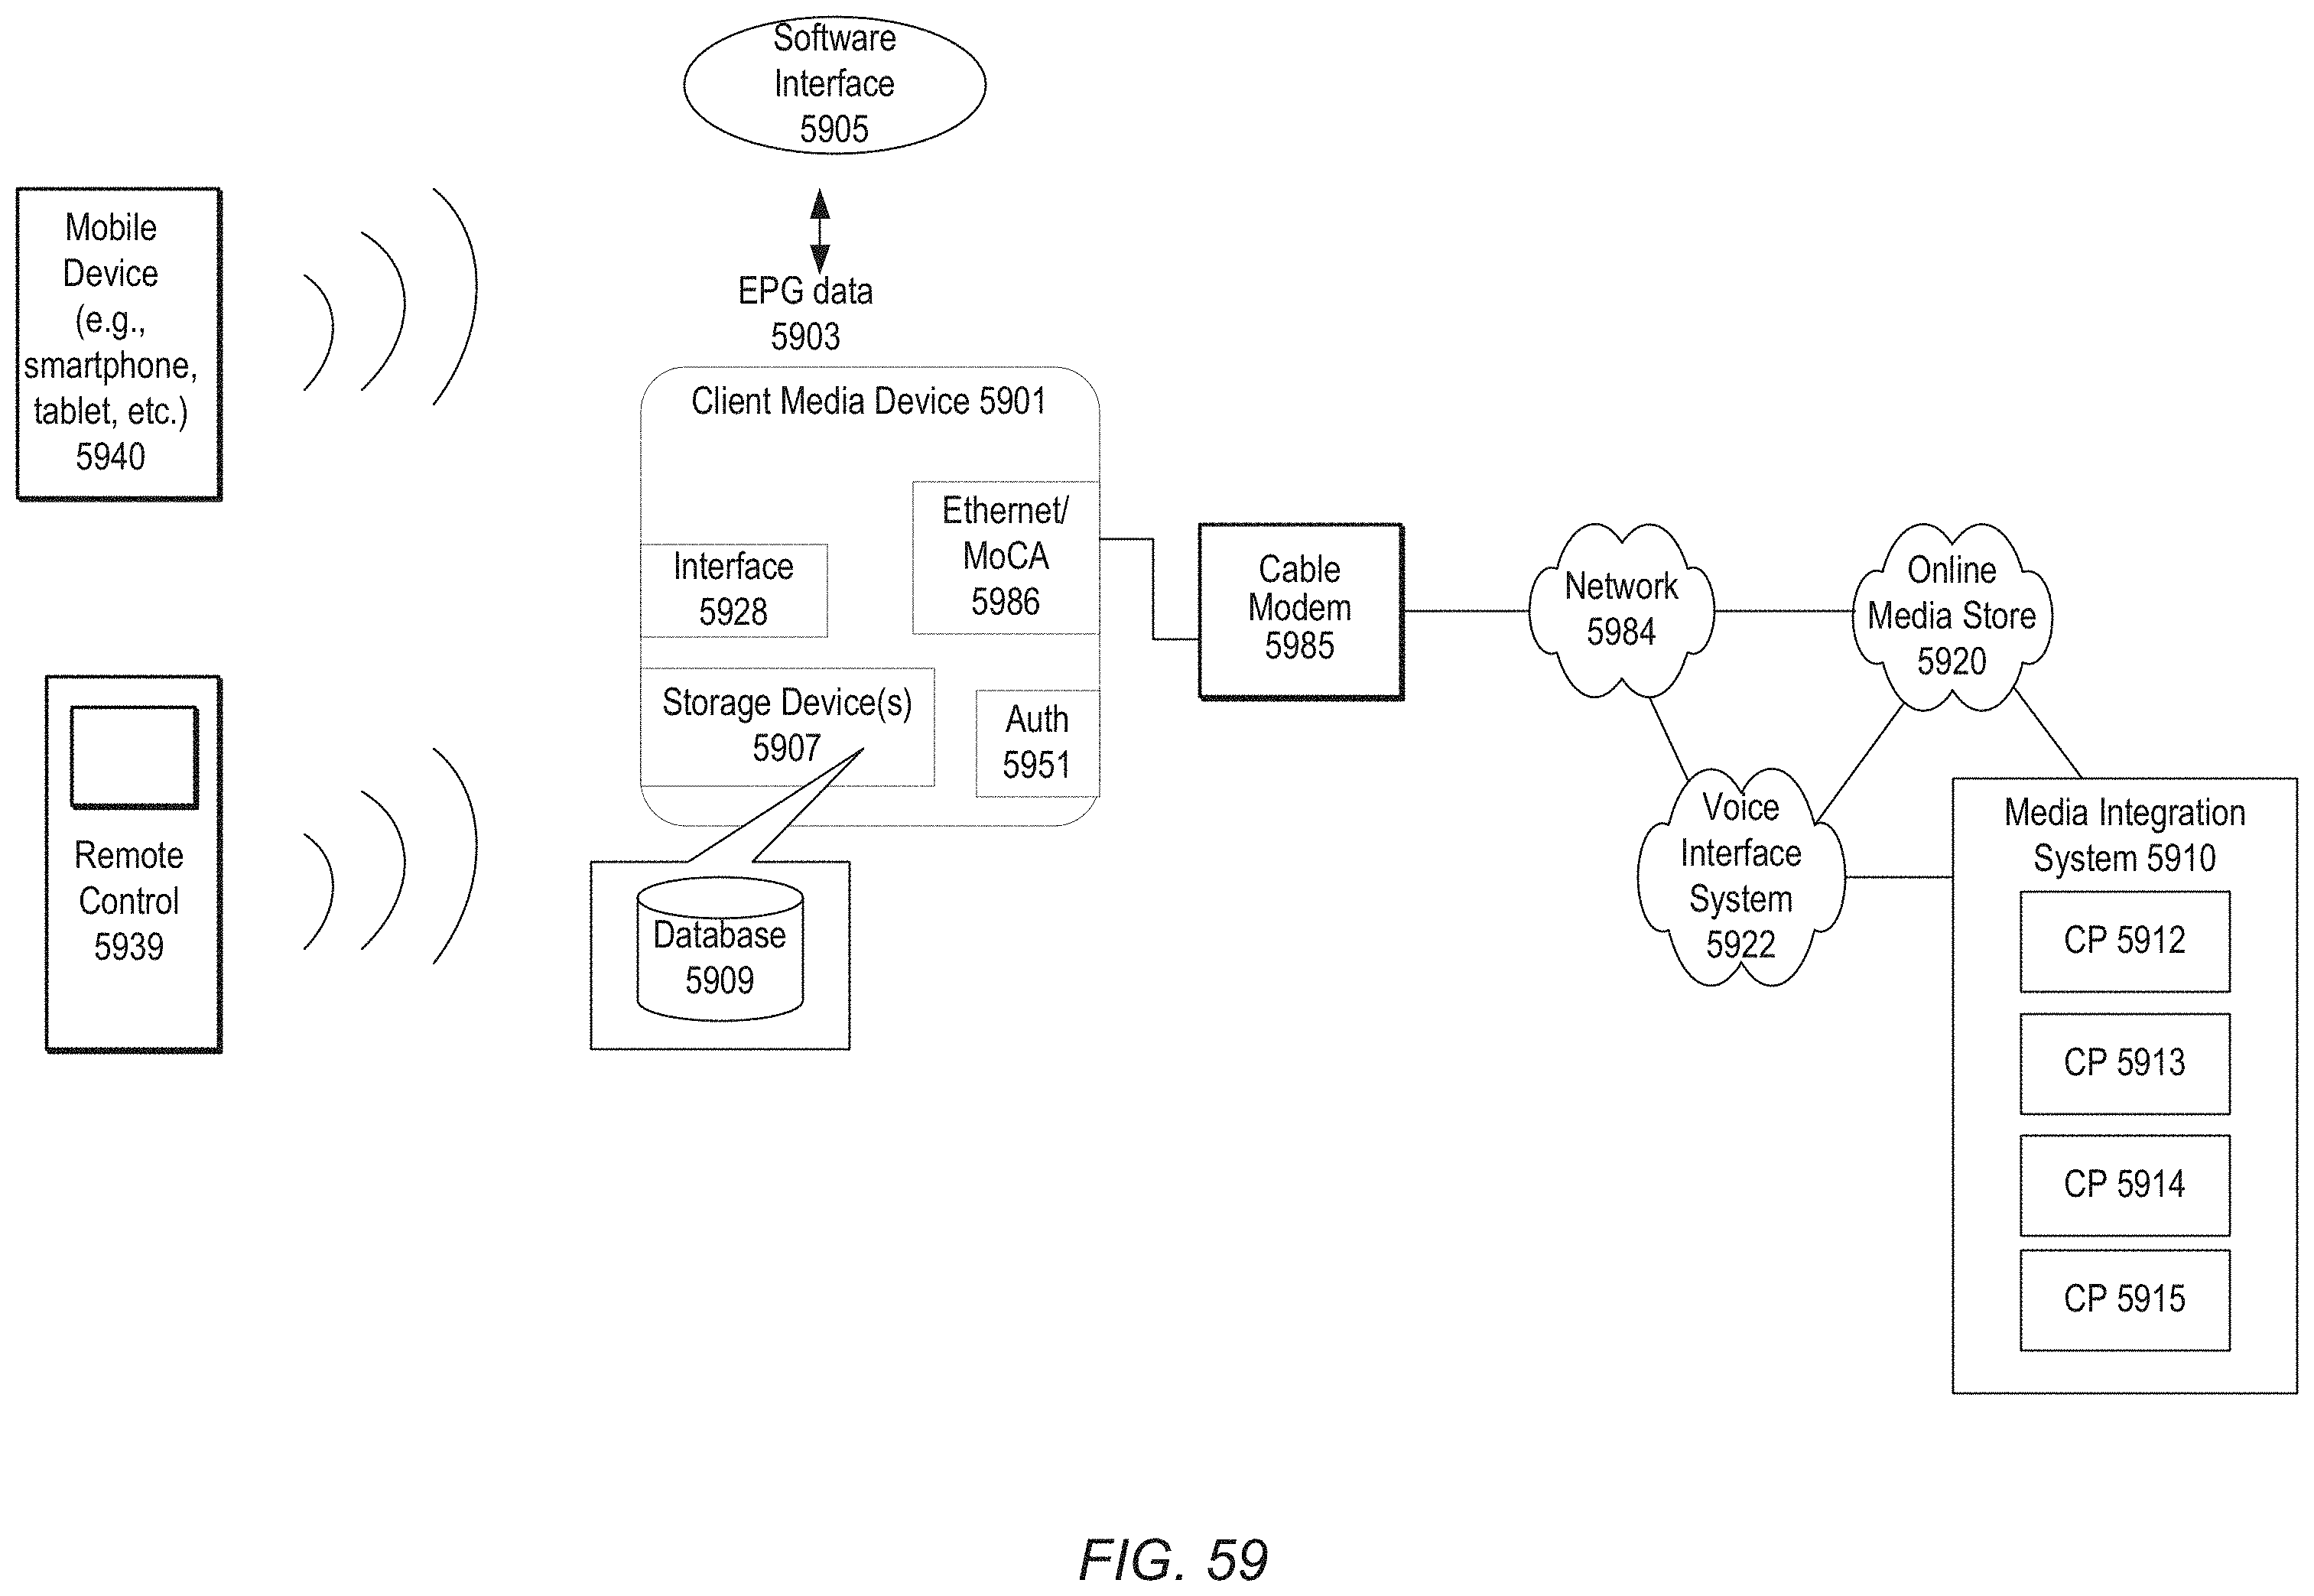 Software
Interface
5905
Mobile
Device
(e.g.,
smartphone,
tablet, etc.)
5940
EPG data
5903
Client Media Device 5901
Ethernet/
MoCA
5986
Interface
5928
Storage Device(s)
5907
Auth
5951
Database
5909
Remote
Control
5939
Cable
Modem
5985
Network
5984
Online
Media Store
5920
Voice
Interface
System
5922
Media Integration
System 5910
CP 5912
CP 5913
CP 5914
CP 5915
FIG. 59